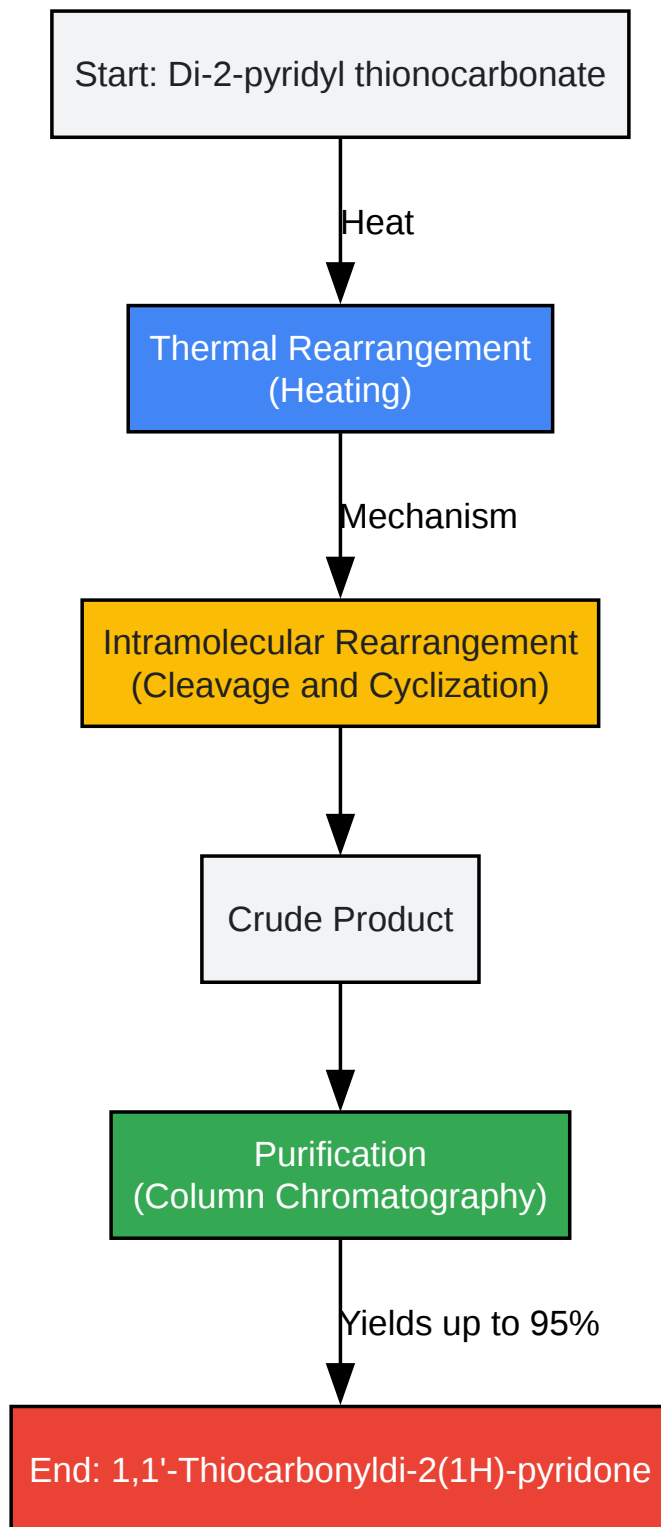 Start: Di-2-pyridyl thionocarbonate
Heat
Thermal Rearrangement
(Heating)
Mechanism
Intramolecular Rearrangement
(Cleavage and Cyclization)
Crude Product
Purification
(Column Chromatography)
Yields up to 95%
End: 1,1'-Thiocarbonyldi-2(1H)-pyridone